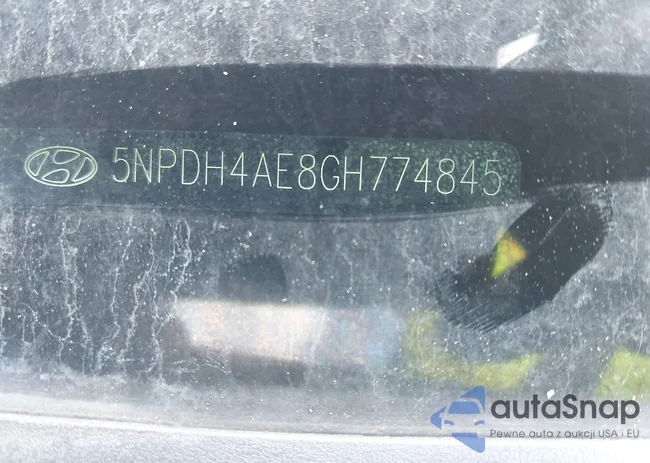 5NPDH4AE8GH774845
autaSnap
Pewne auta z aukcji USA i EU